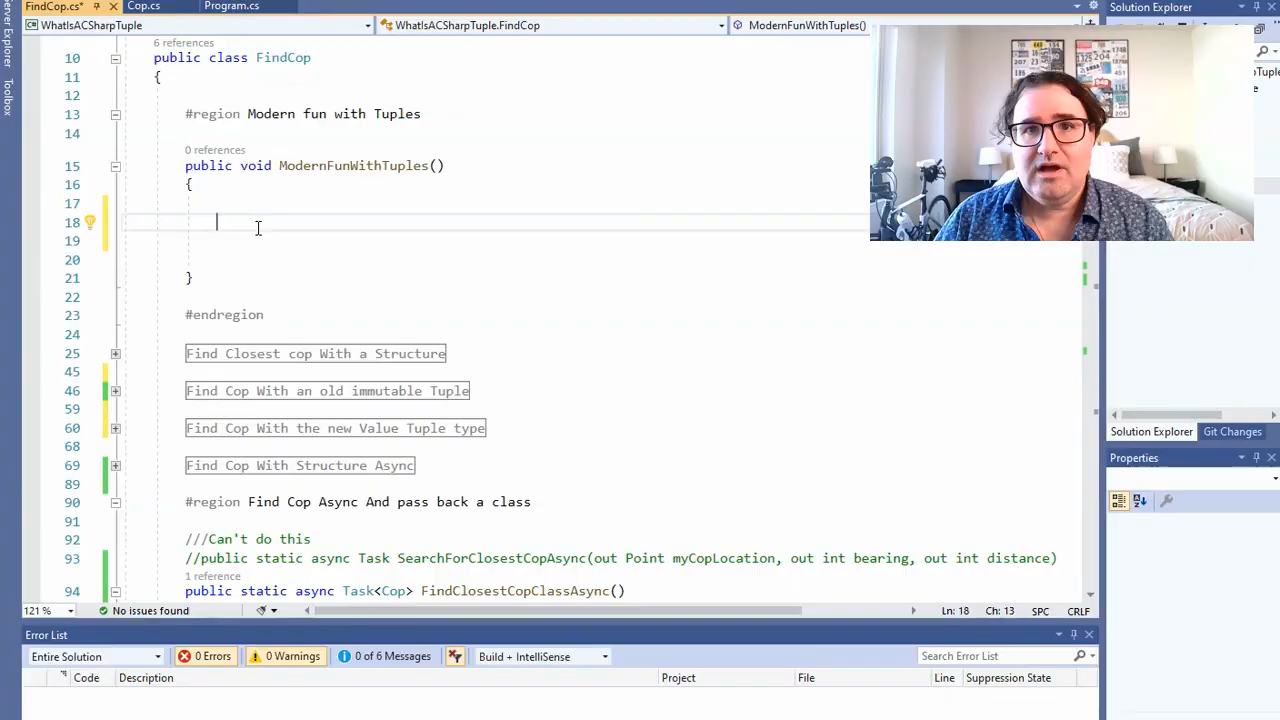 FindCop.cs*
Cop.cs
Program.cs
Solution Explorer
WhatIsACSharpTuple
WhatIsACSharpTuple.FindCop
ModernFunWithTuples()
Server Explorer
Toolbox
6 references
10 public class FindCop
11 {
12
13 #region Modern fun with Tuples
14
0 references
15 public void ModernFunWithTuples()
16 {
17
18
19
20
21 }
22
23 #endregion
24
25 Find Closest cop With a Structure
45
46 Find Cop With an old immutable Tuple
59
60 Find Cop With the new Value Tuple type
68
69 Find Cop With Structure Async
89
90 #region Find Cop Async And pass back a class
91
92 ///Can't do this
93 //public static async Task SearchForClosestCopAsync(out Point myCopLocation, out int bearing, out int distance)
1 reference
94 public static async Task<Cop> FindClosestCopClassAsync()
121 % No issues found Ln: 18 Ch: 13 SPC CRLF
Solution Explorer Git Changes
Properties
Error List
Entire Solution 0 Errors 0 Warnings 0 of 6 Messages Build + IntelliSense Search Error List
Code Description Project File Line Suppression State